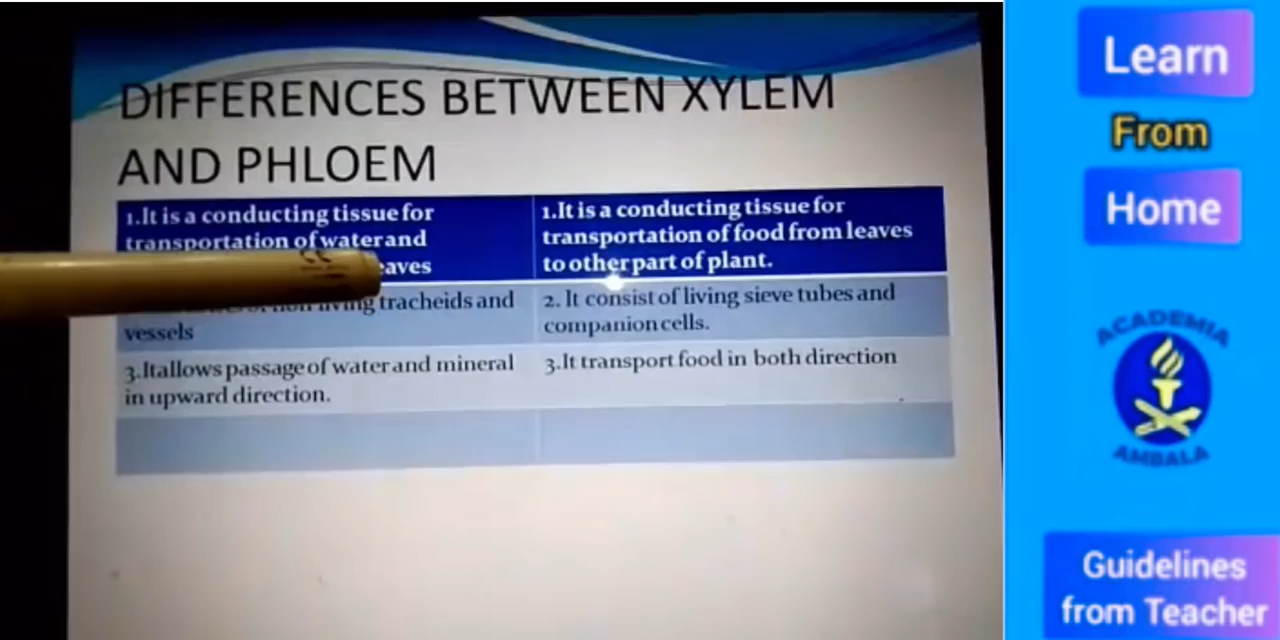 DIFFERENCES BETWEEN XYLEM
AND PHLOEM
1.It is a conducting tissue for
transportation of water and
eaves
living tracheids and
vessels
3.Itallows passage of water and mineral
in upward direction.
1.It is a conducting tissue for
transportation of food from leaves
to other part of plant.
2. It consist of living sieve tubes and
companion cells.
3.It transport food in both direction
Learn
From
Home
ACADEMIA
AMBALA
Guidelines
from Teacher